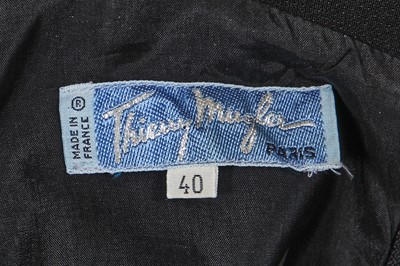 ® MADE IN
FRANCE
Thierry Mugler
PARIS
40